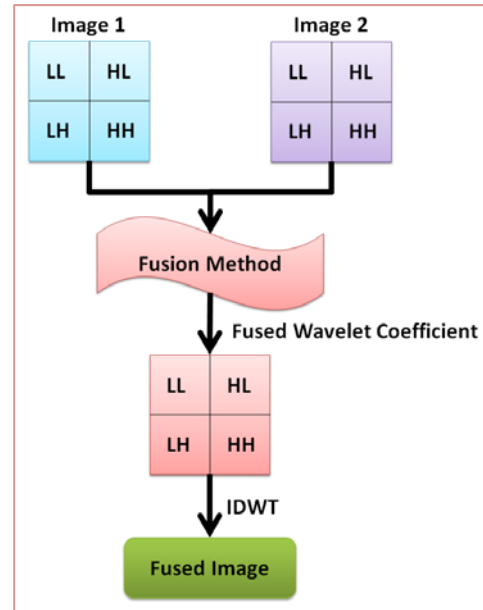 Image 1
Image 2
LL HL
LH HH
LL HL
LH HH
Fusion Method
Fused Wavelet Coefficient
LL HL
LH HH
IDWT
Fused Image